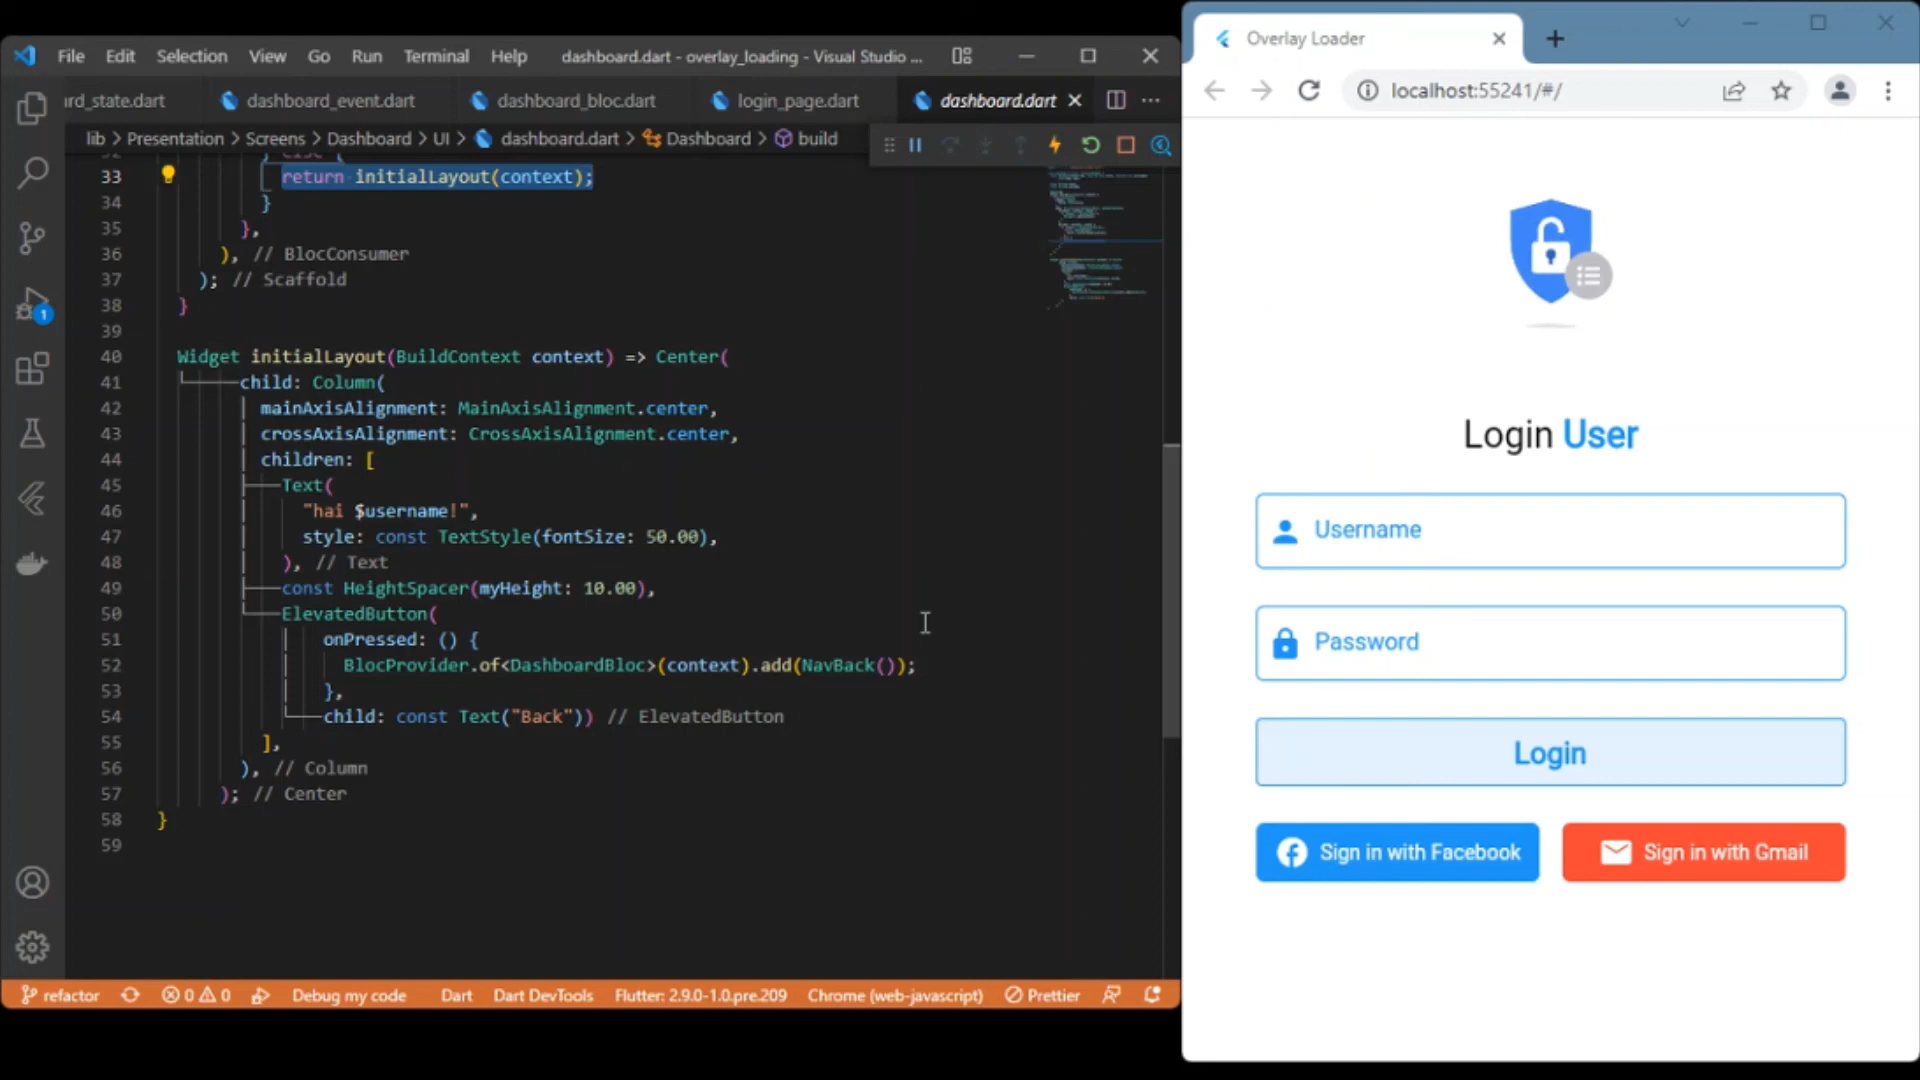 File Edit Selection View Go Run Terminal Help dashboard.dart - overlay_loading - Visual Studio ...
rd_state.dart dashboard_event.dart dashboard_bloc.dart login_page.dart dashboard.dart
lib > Presentation > Screens > Dashboard > UI > dashboard.dart > Dashboard > build
33 return initialLayout(context);
34 }
35 },
36 ), // BlocConsumer
37 ); // Scaffold
38 }
39
40 Widget initialLayout(BuildContext context) => Center(
41 child: Column(
42 mainAxisAlignment: MainAxisAlignment.center,
43 crossAxisAlignment: CrossAxisAlignment.center,
44 children: [
45 Text(
46 "hai $username!",
47 style: const TextStyle(fontSize: 50.00),
48 ), // Text
49 const HeightSpacer(myHeight: 10.00),
50 ElevatedButton(
51 onPressed: () {
52 BlocProvider.of<DashboardBloc>(context).add(NavBack());
53 },
54 child: const Text("Back")) // ElevatedButton
55 ],
56 ), // Column
57 ); // Center
58 }
59
1
refactor 0 0 Debug my code Dart Dart DevTools Flutter: 2.9.0-1.0.pre.209 Chrome (web-javascript) Prettier
Overlay Loader
localhost:55241/#/
Login User
Username
Password
Login
Sign in with Facebook Sign in with Gmail